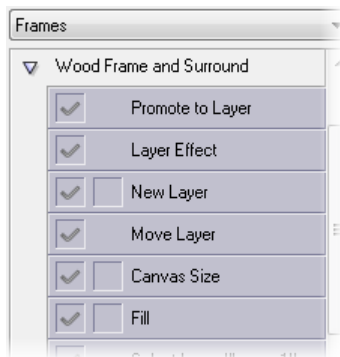 Frames
Wood Frame and Surround
Promote to Layer
Layer Effect
New Layer
Move Layer
Canvas Size
Fill